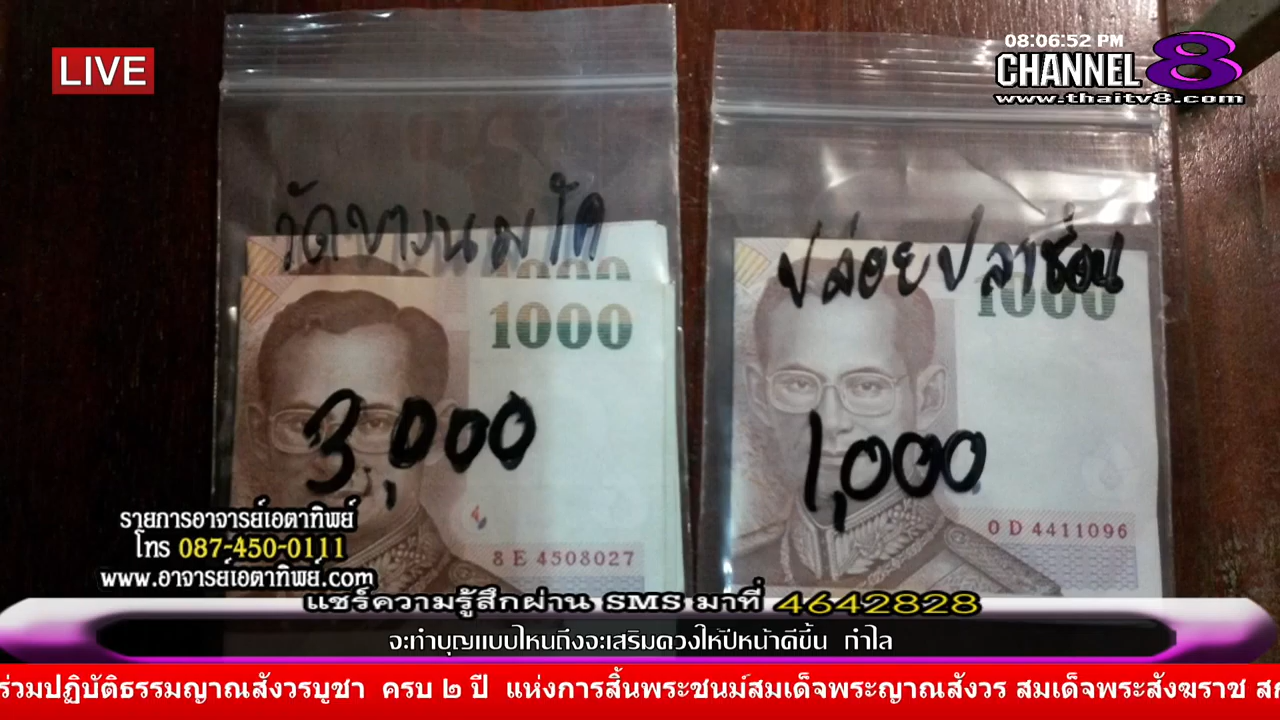 LIVE
08:06:52 PM
CHANNEL 8
www.thaitv8.com
วัดบางนมโค
1000
1000
3,000
8E 4508027
ปล่อยปลาช่อน
1000
1,000
0D 4411096
รายการอาจารย์เอตาทิพย์
โทร 087-450-0111
www.อาจารย์เอตาทิพย์.com
แชร์ความรู้สึกผ่าน SMS มาที่ 4642828
จะทำบุญแบบไหนถึงจะเสริมดวงให้ปีหน้าดีขึ้น กำไล
ร่วมปฏิบัติธรรมญาณสังวรบูชา ครบ ๒ ปี แห่งการสิ้นพระชนม์สมเด็จพระญาณสังวร สมเด็จพระสังฆราช